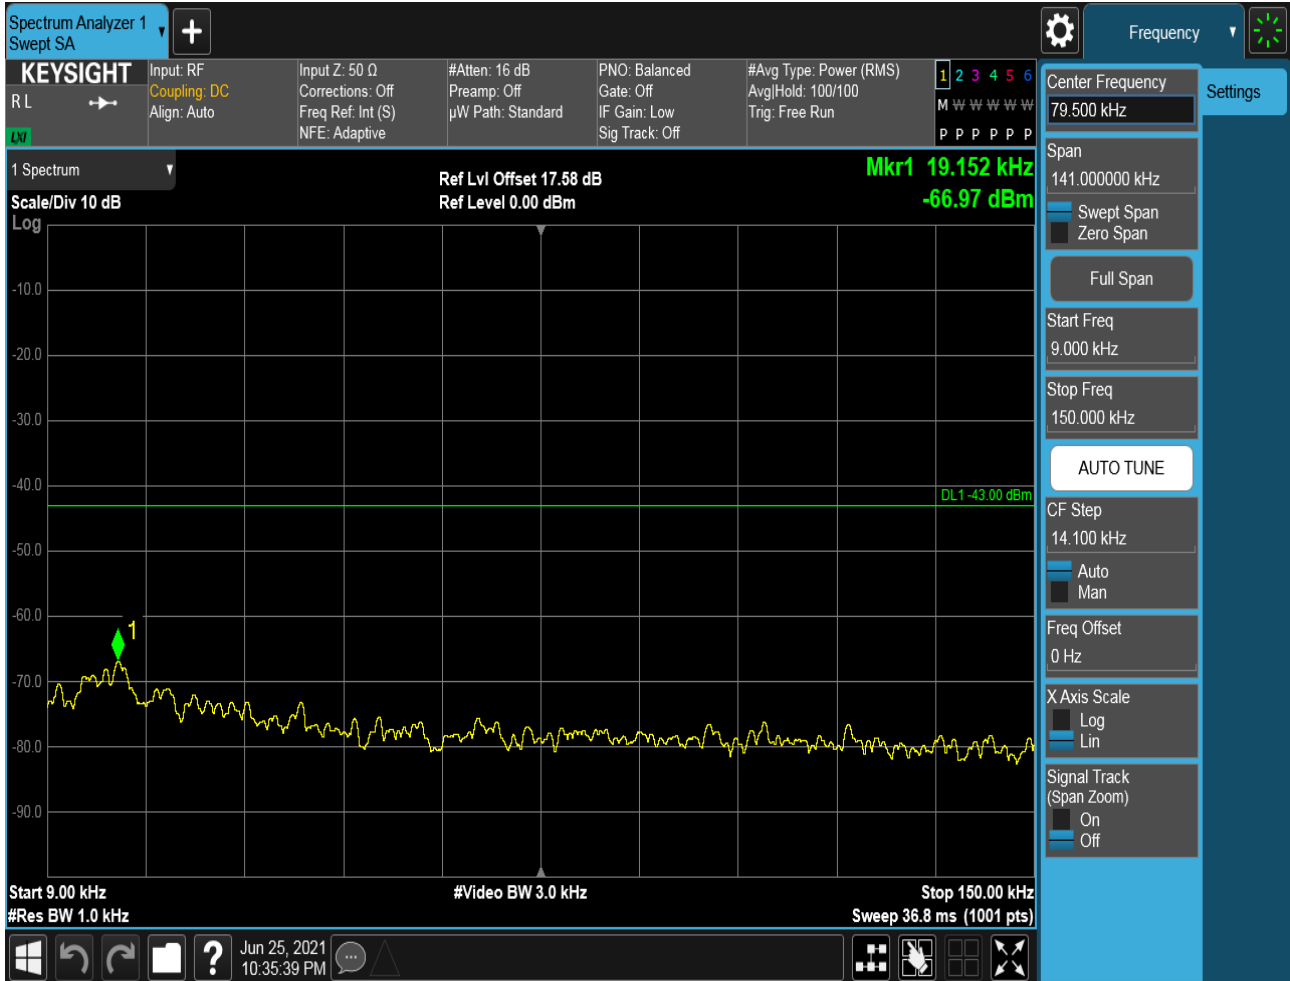 Spectrum Analyzer 1
Swept SA
Frequency
KEYSIGHT
R L
LXI
Input: RF
Coupling: DC
Align: Auto
Input Z: 50 Ω
Corrections: Off
Freq Ref: Int (S)
NFE: Adaptive
#Atten: 16 dB
Preamp: Off
µW Path: Standard
PNO: Balanced
Gate: Off
IF Gain: Low
Sig Track: Off
#Avg Type: Power (RMS)
Avg|Hold: 100/100
Trig: Free Run
1 2 3 4 5 6
M W W W W W
P P P P P P
1 Spectrum
Scale/Div 10 dB
Log
Ref Lvl Offset 17.58 dB
Ref Level 0.00 dBm
Mkr1 19.152 kHz
-66.97 dBm
-10.0
-20.0
-30.0
-40.0
DL1 -43.00 dBm
-50.0
-60.0
1
-70.0
-80.0
-90.0
Start 9.00 kHz
#Video BW 3.0 kHz
Stop 150.00 kHz
#Res BW 1.0 kHz
Sweep 36.8 ms (1001 pts)
?
Jun 25, 2021
10:35:39 PM
Center Frequency
79.500 kHz
Settings
Span
141.000000 kHz
Swept Span
Zero Span
Full Span
Start Freq
9.000 kHz
Stop Freq
150.000 kHz
AUTO TUNE
CF Step
14.100 kHz
Auto
Man
Freq Offset
0 Hz
X Axis Scale
Log
Lin
Signal Track
(Span Zoom)
On
Off